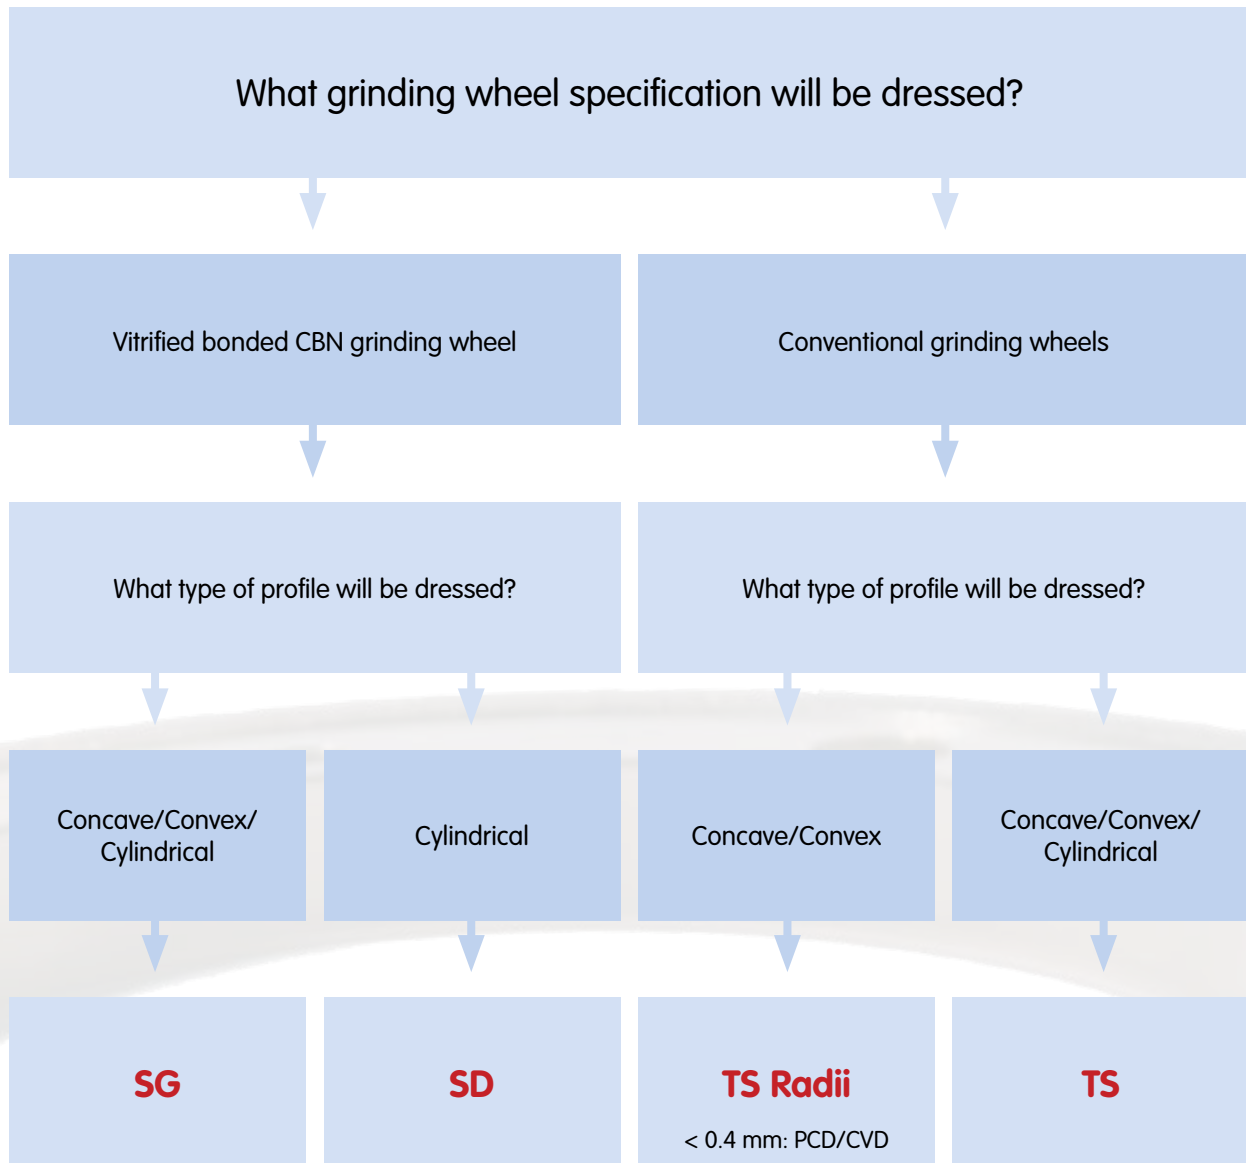 What grinding wheel specification will be dressed?
Vitrified bonded CBN grinding wheel
Conventional grinding wheels
What type of profile will be dressed?
What type of profile will be dressed?
Concave/Convex/
Cylindrical
Cylindrical
Concave/Convex
Concave/Convex/
Cylindrical
SG
SD
TS Radii
< 0.4 mm: PCD/CVD
TS